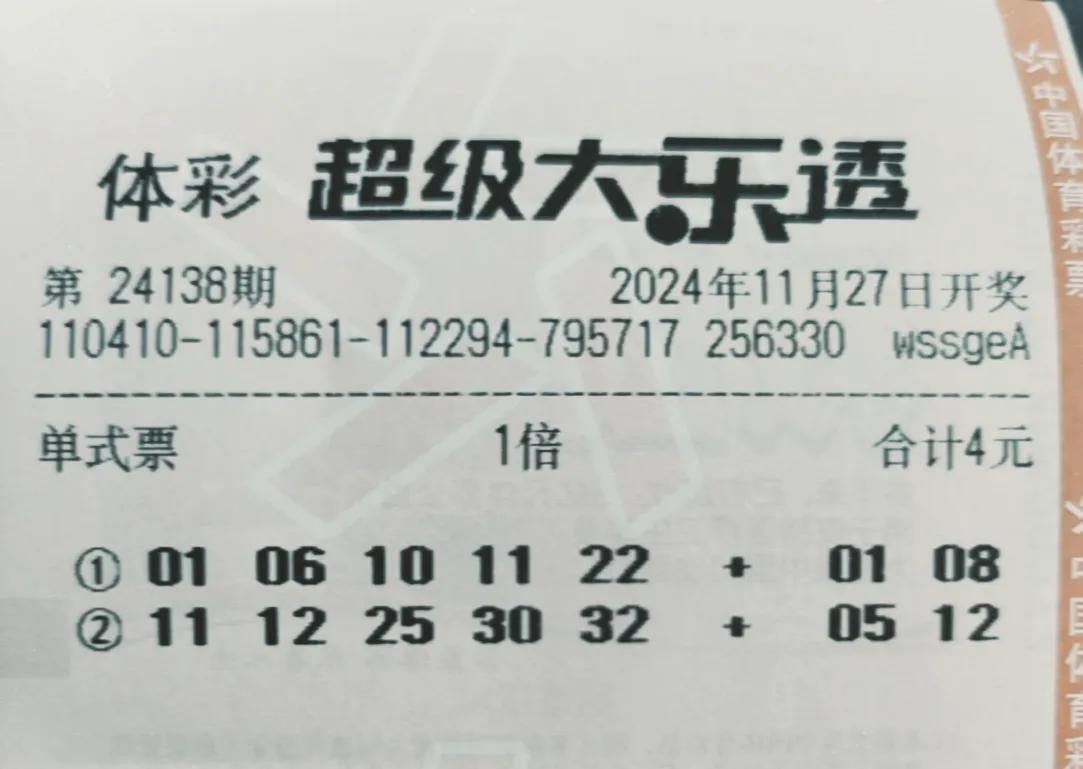 体彩 超级大乐透
第 24138期 2024年11月27日开奖
110410-115861-112294-795717 256330 wssgeA
单式票 1倍 合计4元
① 01 06 10 11 22 + 01 08
② 11 12 25 30 32 + 05 12
中国体育彩票
中国体育彩